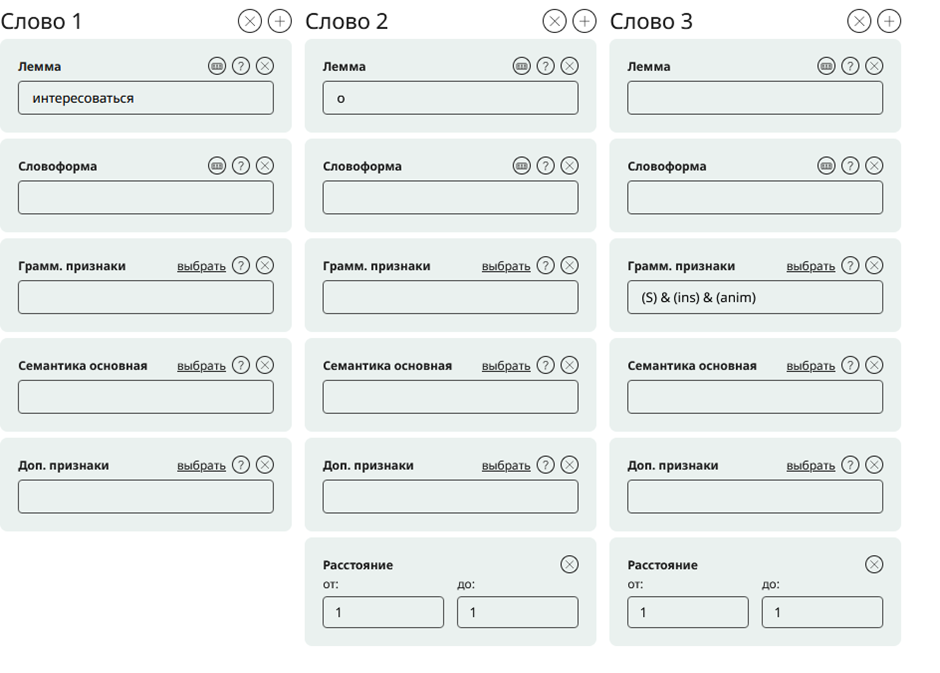 Слово 1
Слово 2
Слово 3
Лемма
Лемма
Лемма
интересоваться
о
Словоформа
Словоформа
Словоформа
Грамм. признаки выбрать
Грамм. признаки выбрать
Грамм. признаки выбрать
(S) & (ins) & (anim)
Семантика основная выбрать
Семантика основная выбрать
Семантика основная выбрать
Доп. признаки выбрать
Доп. признаки выбрать
Доп. признаки выбрать
Расстояние
Расстояние
от: до:
от: до:
1 1
1 1